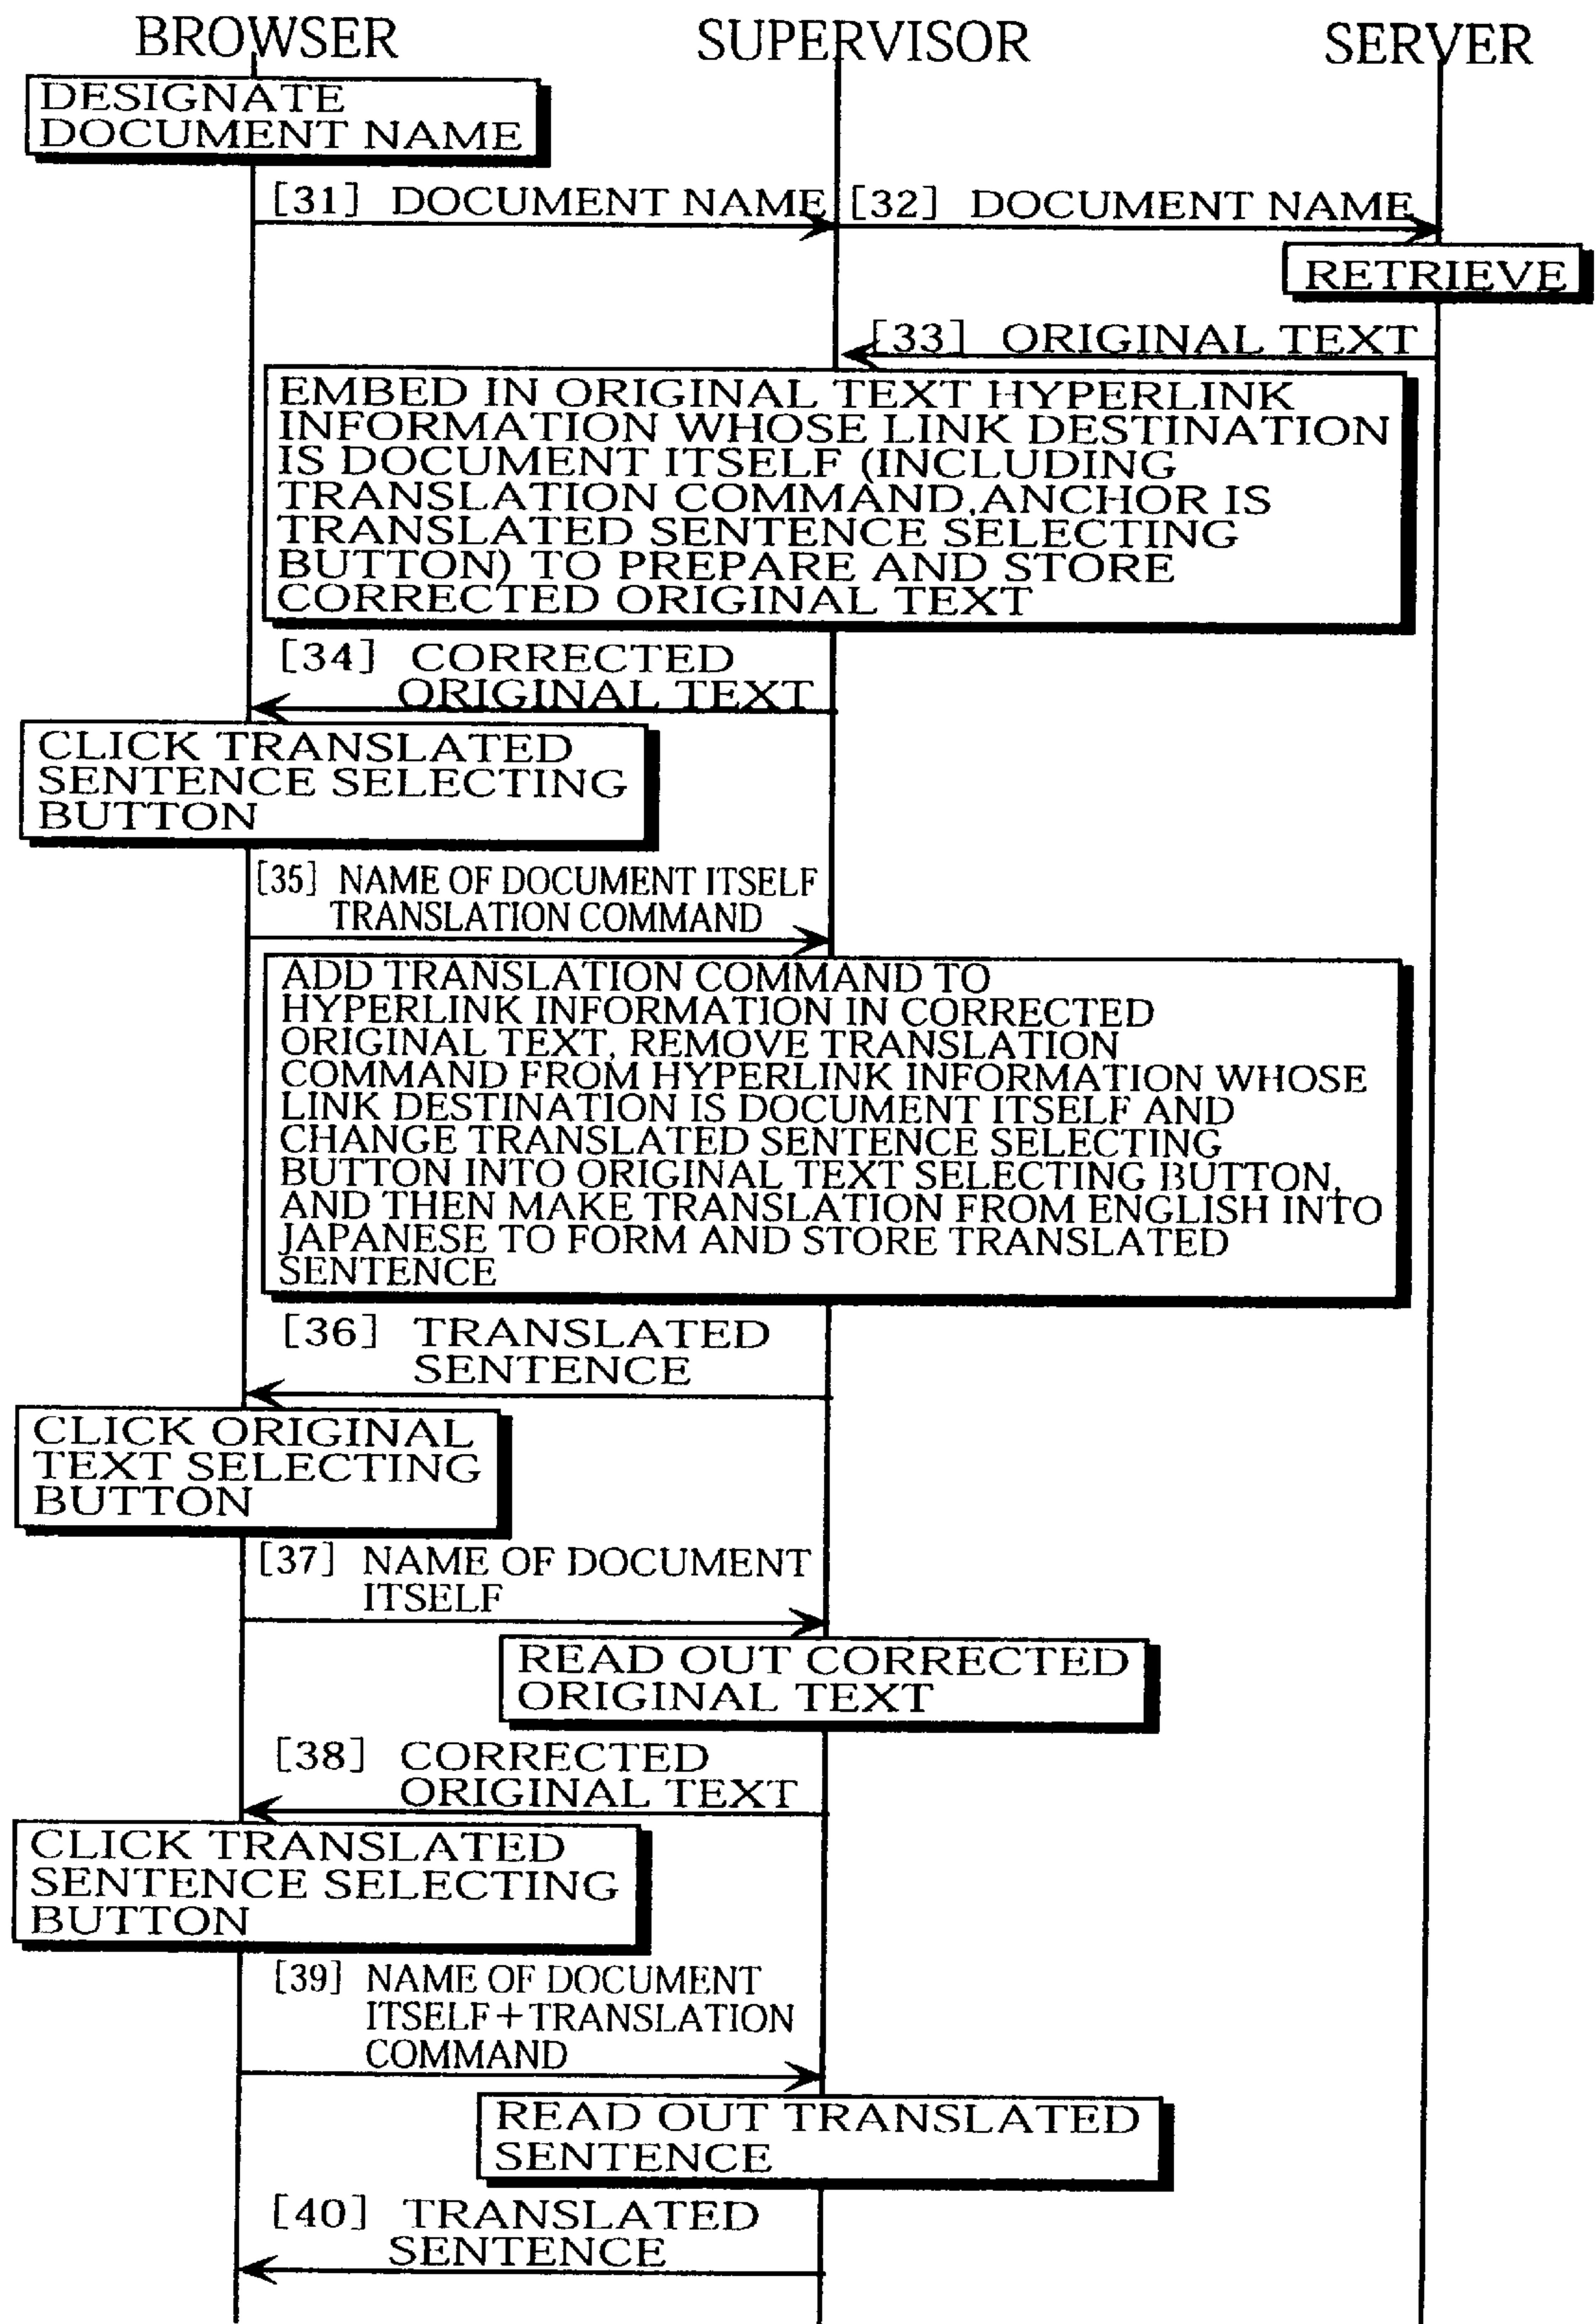 BROWSER SUPERVISOR SERVER
DESIGNATE
DOCUMENT NAME
[31] DOCUMENT NAME [32] DOCUMENT NAME
RETRIEVE
[33] ORIGINAL TEXT
EMBED IN ORIGINAL TEXT HYPERLINK
INFORMATION WHOSE LINK DESTINATION
IS DOCUMENT ITSELF (INCLUDING
TRANSLATION COMMAND,ANCHOR IS
TRANSLATED SENTENCE SELECTING
BUTTON) TO PREPARE AND STORE
CORRECTED ORIGINAL TEXT
[34] CORRECTED
ORIGINAL TEXT
CLICK TRANSLATED
SENTENCE SELECTING
BUTTON
[35] NAME OF DOCUMENT ITSELF
TRANSLATION COMMAND
ADD TRANSLATION COMMAND TO
HYPERLINK INFORMATION IN CORRECTED
ORIGINAL TEXT, REMOVE TRANSLATION
COMMAND FROM HYPERLINK INFORMATION WHOSE
LINK DESTINATION IS DOCUMENT ITSELF AND
CHANGE TRANSLATED SENTENCE SELECTING
BUTTON INTO ORIGINAL TEXT SELECTING BUTTON,
AND THEN MAKE TRANSLATION FROM ENGLISH INTO
JAPANESE TO FORM AND STORE TRANSLATED
SENTENCE
[36] TRANSLATED
SENTENCE
CLICK ORIGINAL
TEXT SELECTING
BUTTON
[37] NAME OF DOCUMENT
ITSELF
READ OUT CORRECTED
ORIGINAL TEXT
[38] CORRECTED
ORIGINAL TEXT
CLICK TRANSLATED
SENTENCE SELECTING
BUTTON
[39] NAME OF DOCUMENT
ITSELF+TRANSLATION
COMMAND
READ OUT TRANSLATED
SENTENCE
[40] TRANSLATED
SENTENCE